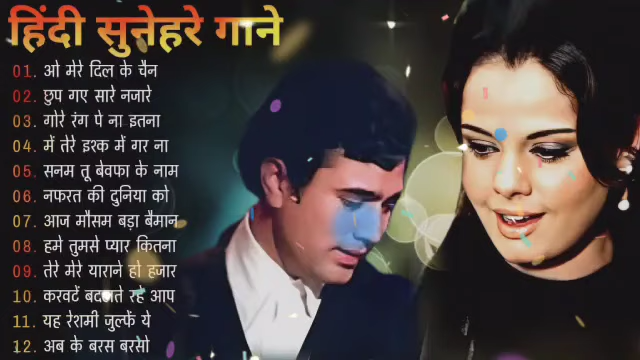 हिंदी सुनेहरे गाने
01. ओ मेरे दिल के चैन
02. छुप गए सारे नजारे
03. गोरे रंग पे ना इतना
04. में तेरे इश्क में गर ना
05. सनम तू बेवफा के नाम
06. नफरत की दुनिया को
07. आज मौसम बड़ा बैमान
08. हमे तुमसे प्यार कितना
09. तेरे मेरे याराने हो हजार
10. करवटें बदलते रहे आप
11. यह रेशमी जुल्फें ये
12. अब के बरस बरसो